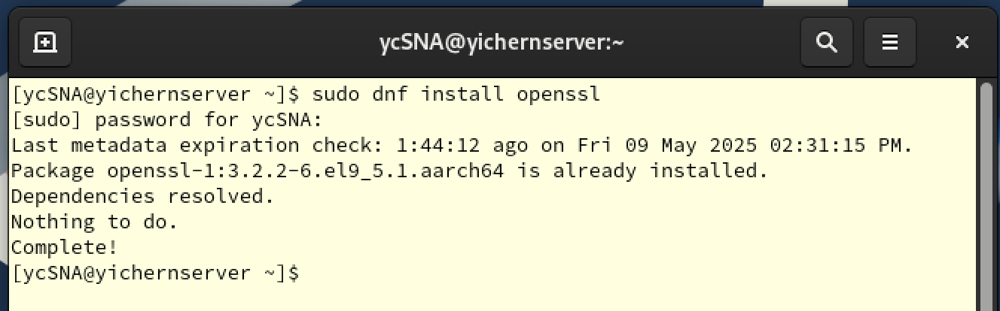 ycSNA@yichernserver:~
[ycSNA@yichernserver ~]$ sudo dnf install openssl
[sudo] password for ycSNA:
Last metadata expiration check: 1:44:12 ago on Fri 09 May 2025 02:31:15 PM.
Package openssl-1:3.2.2-6.el9_5.1.aarch64 is already installed.
Dependencies resolved.
Nothing to do.
Complete!
[ycSNA@yichernserver ~]$